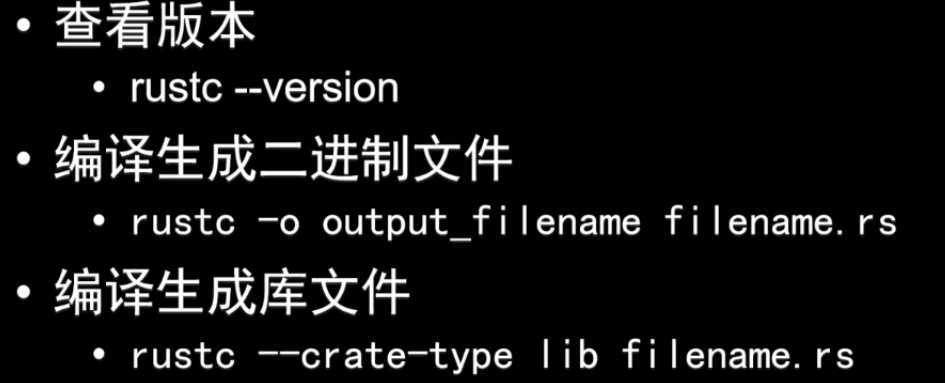 • 查看版本
• rustc --version
• 编译生成二进制文件
• rustc -o output_filename filename.rs
• 编译生成库文件
• rustc --crate-type lib filename.rs